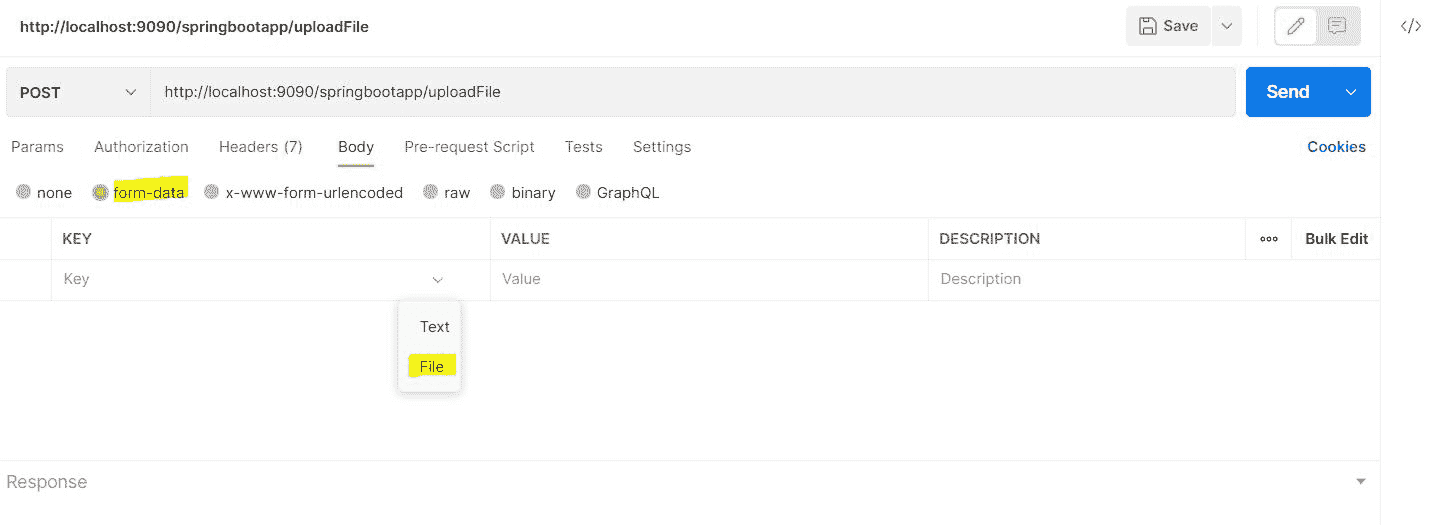 http://localhost:9090/springbootapp/uploadFile Save </>
POST http://localhost:9090/springbootapp/uploadFile Send
Params Authorization Headers (7) Body Pre-request Script Tests Settings Cookies
none form-data x-www-form-urlencoded raw binary GraphQL
KEY VALUE DESCRIPTION ooo Bulk Edit
Key Value Description
Text
File
Response